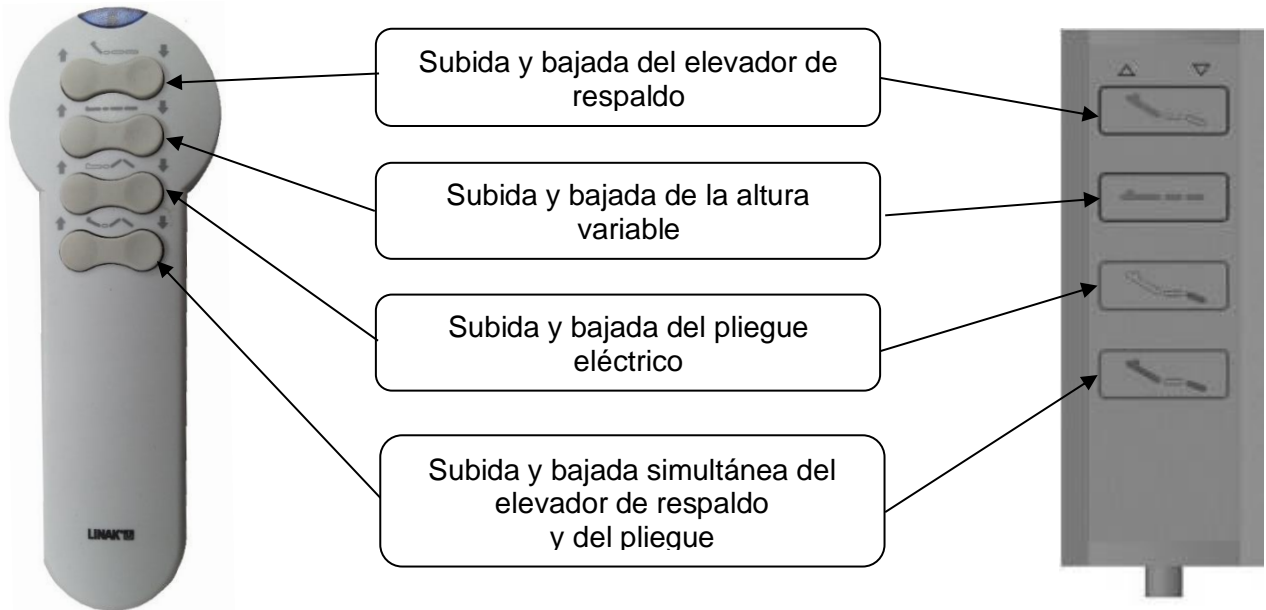 Subida y bajada del elevador de
respaldo
Subida y bajada de la altura
variable
Subida y bajada del pliegue
eléctrico
Subida y bajada simultánea del
elevador de respaldo
y del pliegue
LINAK